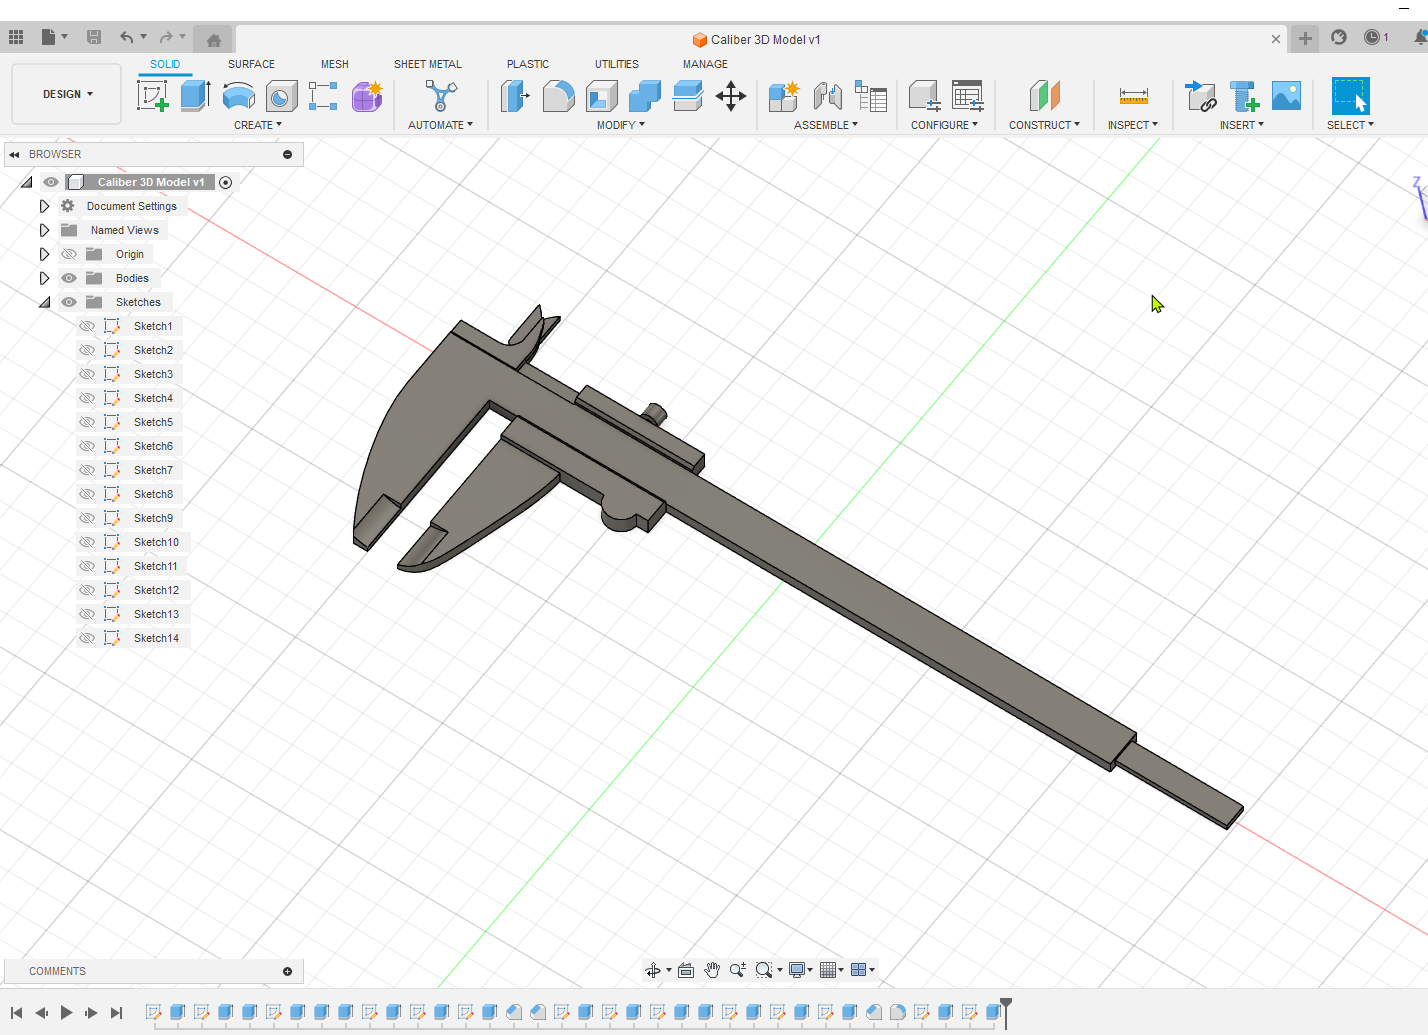 Caliber 3D Model v1
1
DESIGN
SOLID
SURFACE
MESH
SHEET METAL
PLASTIC
UTILITIES
MANAGE
CREATE
AUTOMATE
MODIFY
ASSEMBLE
CONFIGURE
CONSTRUCT
INSPECT
INSERT
SELECT
BROWSER
Caliber 3D Model v1
Document Settings
Named Views
Origin
Bodies
Sketches
Sketch1
Sketch2
Sketch3
Sketch4
Sketch5
Sketch6
Sketch7
Sketch8
Sketch9
Sketch10
Sketch11
Sketch12
Sketch13
Sketch14
Z
COMMENTS